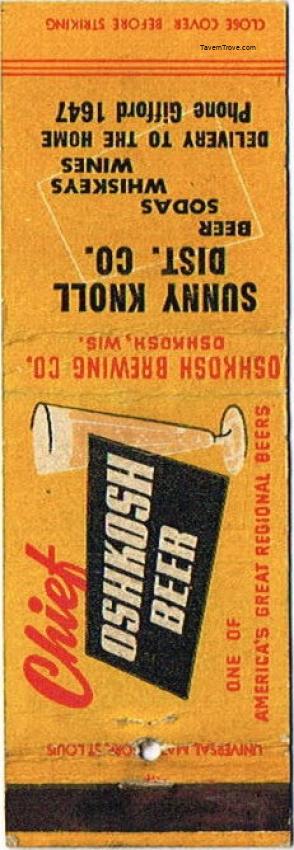 CLOSE COVER BEFORE STRIKING
TavernTrove.com
SUNNY KNOLL
DIST. CO.
BEER
SODAS
WHISKEYS
WINES
DELIVERY TO THE HOME
Phone Gifford 1647
OSHKOSH BREWING CO.
OSHKOSH, WIS.
Chief
OSHKOSH
BEER
ONE OF
AMERICA'S GREAT REGIONAL BEERS
UNIVERSAL ST. LOUIS